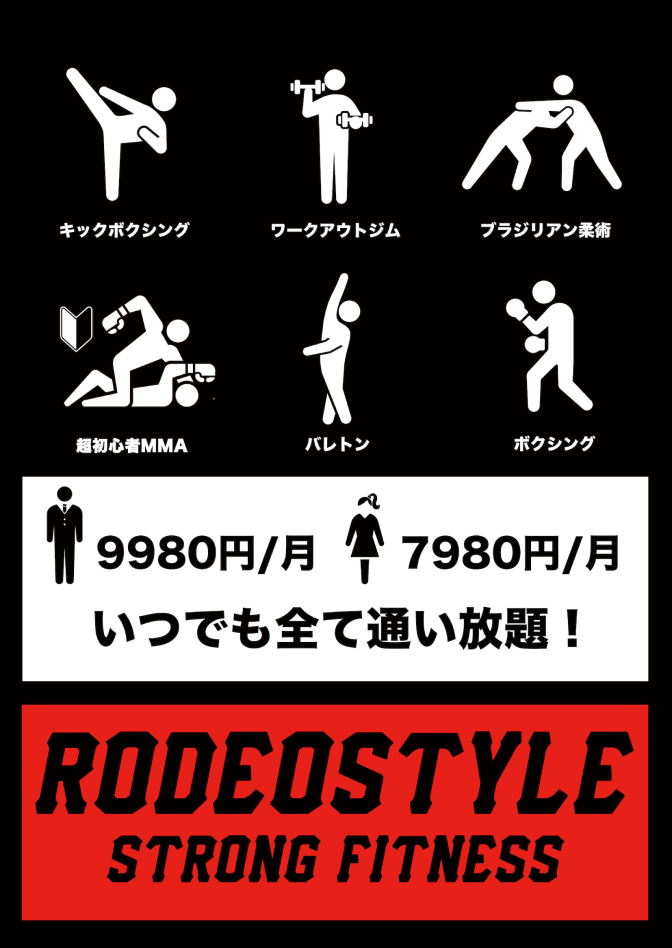 キックボクシング
ワークアウトジム
ブラジリアン柔術
超初心者MMA
バレトン
ボクシング
9980円/月
7980円/月
いつでも全て通い放題！
RODEOSTYLE
STRONG FITNESS